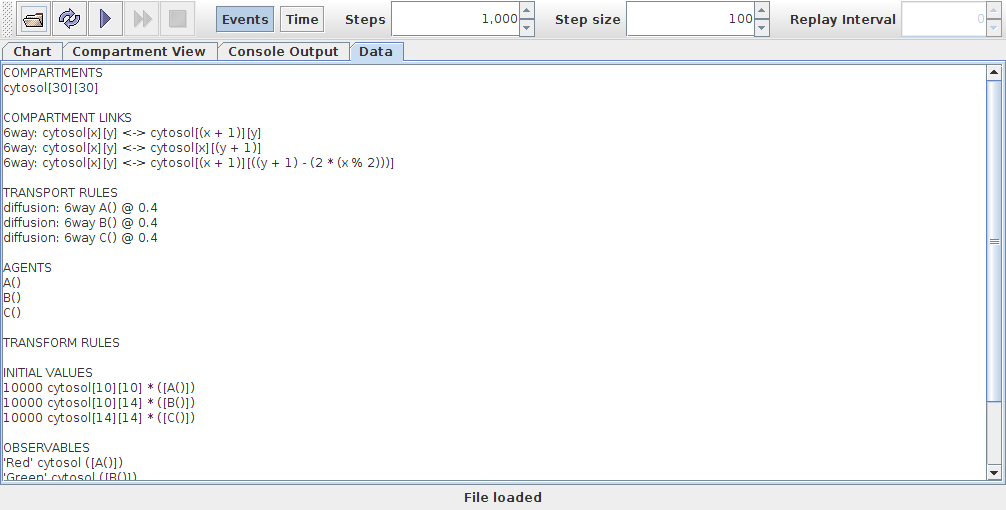 Events Time Steps 1,000 Step size 100 Replay Interval 0
Chart Compartment View Console Output Data
COMPARTMENTS
cytosol[30][30]
COMPARTMENT LINKS
6way: cytosol[x][y] <-> cytosol[(x + 1)][y]
6way: cytosol[x][y] <-> cytosol[x][(y + 1)]
6way: cytosol[x][y] <-> cytosol[(x + 1)][((y + 1) - (2 * (x % 2)))]
TRANSPORT RULES
diffusion: 6way A() @ 0.4
diffusion: 6way B() @ 0.4
diffusion: 6way C() @ 0.4
AGENTS
A()
B()
C()
TRANSFORM RULES
INITIAL VALUES
10000 cytosol[10][10] * ([A()])
10000 cytosol[10][14] * ([B()])
10000 cytosol[14][14] * ([C()])
OBSERVABLES
'Red' cytosol ([A()])
'Green' cytosol ([B()])
File loaded